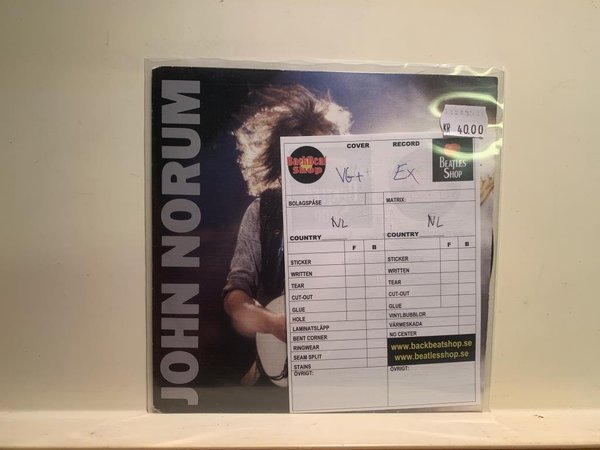 JOHN NORUM
KR 40.00
COVER RECORD
BackBeat Shop
VG+
Ex
BEATLES
SHOP
BOLAGSPÅSE
MATRIX:
NL
NL
COUNTRY
COUNTRY
F B
F B
STICKER
WRITTEN
TEAR
CUT-OUT
GLUE
HOLE
LAMINATSLÄPP
BENT CORNER
RINGWEAR
SEAM SPLIT
STAINS
ÖVRIGT:
STICKER
WRITTEN
TEAR
CUT-OUT
GLUE
VINYLBUBBLOR
VÄRMESKADA
NO CENTER
www.backbeatshop.se
www.beatlesshop.se
ÖVRIGT: